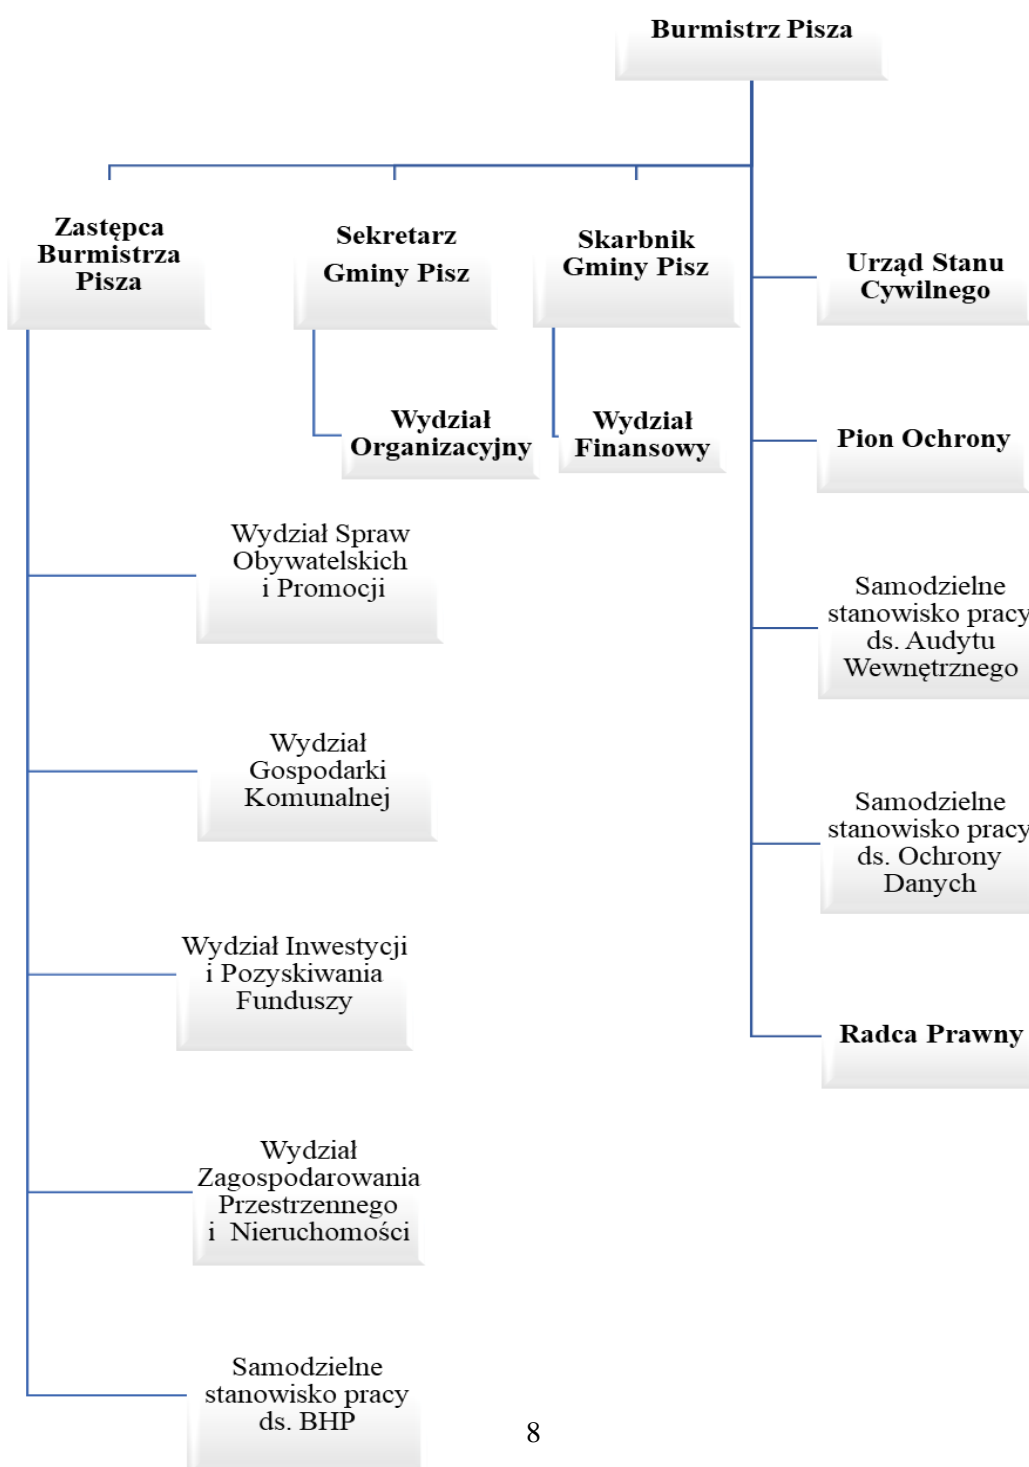 Burmistrz Pisza
Zastępca
Burmistrza
Pisza
Sekretarz
Gminy Pisz
Skarbnik
Gminy Pisz
Urząd Stanu
Cywilnego
Wydział
Organizacyjny
Wydział
Finansowy
Pion Ochrony
Wydział Spraw
Obywatelskich
i Promocji
Samodzielne
stanowisko pracy
ds. Audytu
Wewnętrznego
Wydział
Gospodarki
Komunalnej
Samodzielne
stanowisko pracy
ds. Ochrony
Danych
Wydział Inwestycji
i Pozyskiwania
Funduszy
Radca Prawny
Wydział
Zagospodarowania
Przestrzennego
i Nieruchomości
Samodzielne
stanowisko pracy
ds. BHP
8